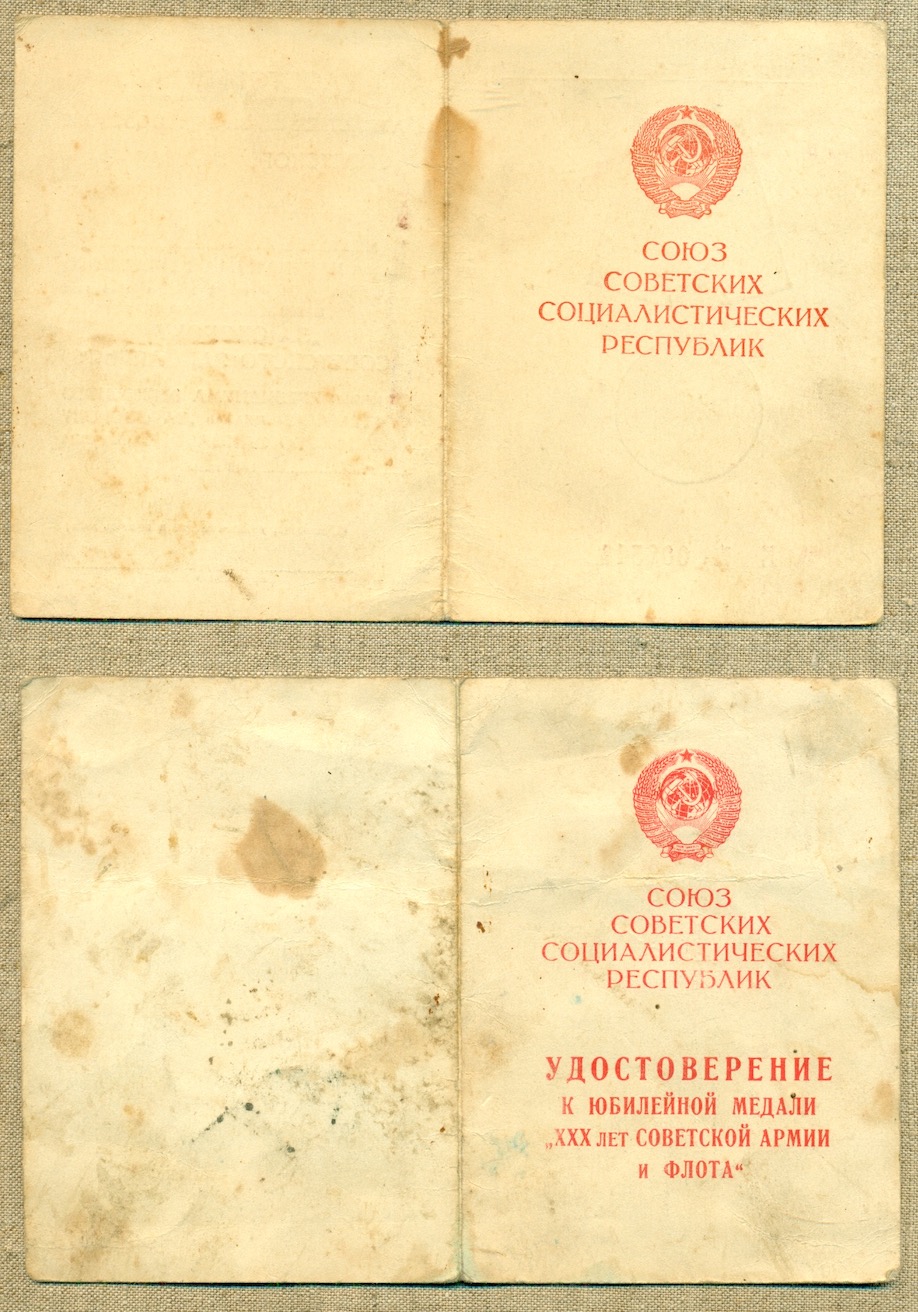 СОЮЗ
СОВЕТСКИХ
СОЦИАЛИСТИЧЕСКИХ
РЕСПУБЛИК
СОЮЗ
СОВЕТСКИХ
СОЦИАЛИСТИЧЕСКИХ
РЕСПУБЛИК
УДОСТОВЕРЕНИЕ
К ЮБИЛЕЙНОЙ МЕДАЛИ
„XXX ЛЕТ СОВЕТСКОЙ АРМИИ
И ФЛОТА“